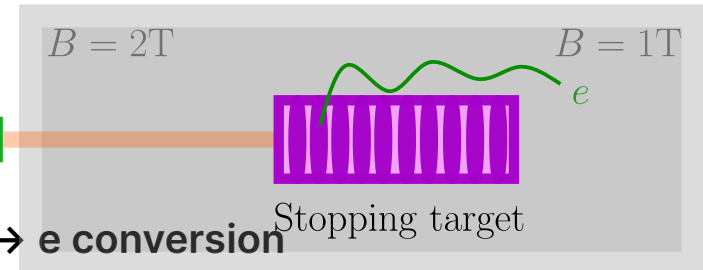 B = 2T
B = 1T
e
Stopping target
→ e conversion